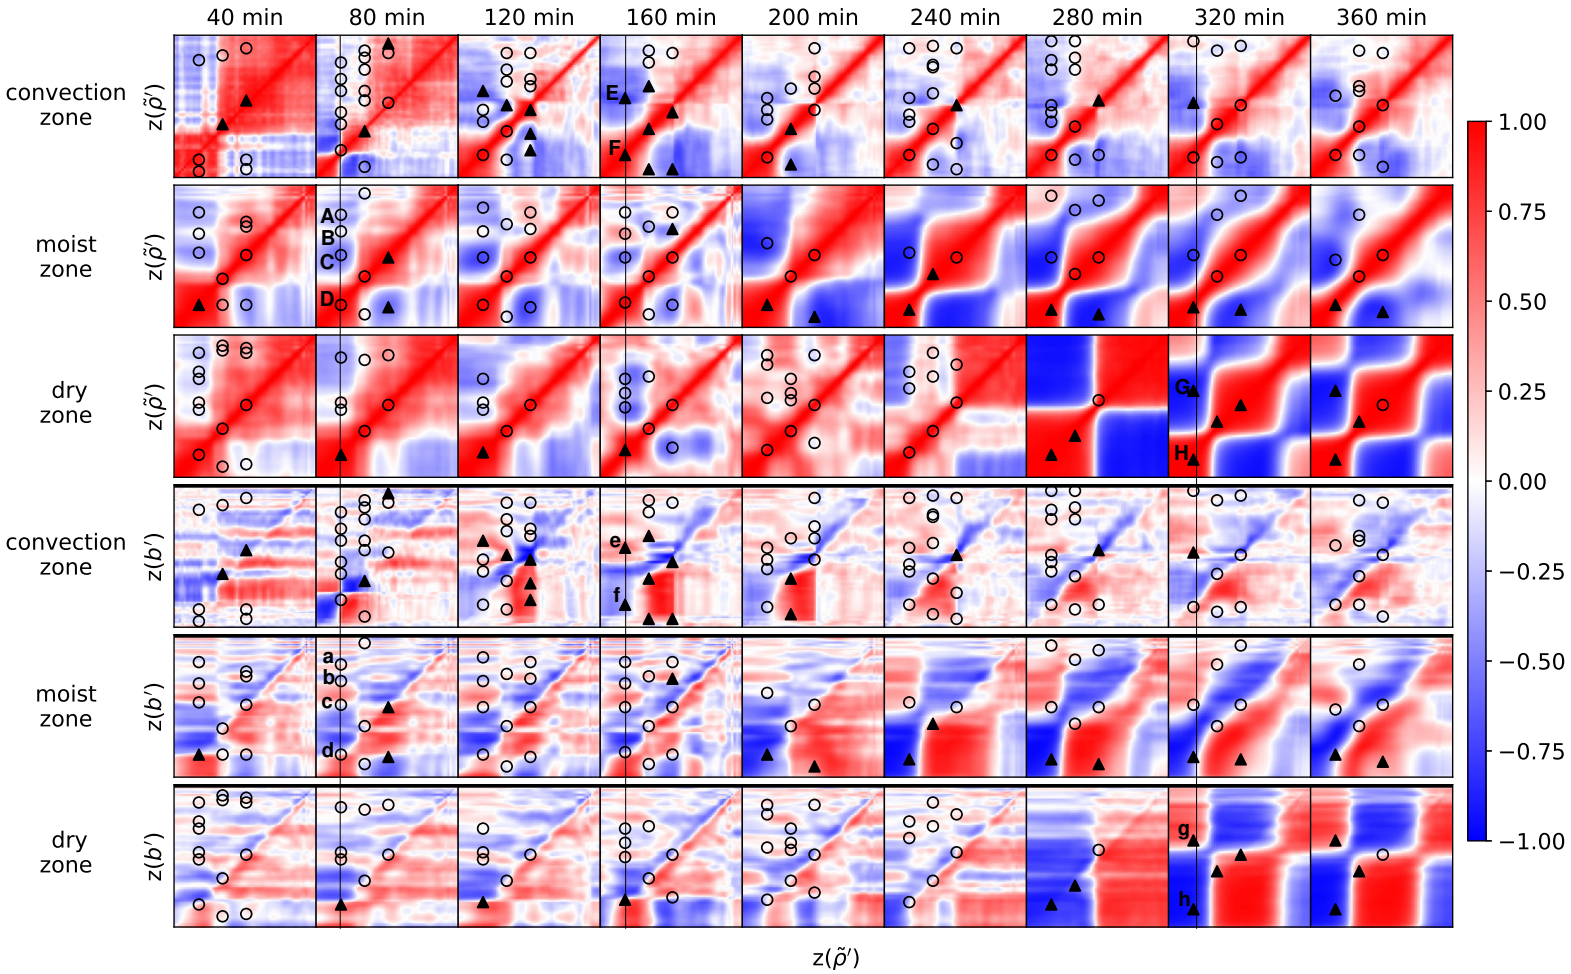 40 min 80 min 120 min 160 min 200 min 240 min 280 min 320 min 360 min
convection
zone
z(ρ̃′)
E
F
moist
zone
z(ρ̃′)
A
B
C
D
dry
zone
z(ρ̃′)
G
H
convection
zone
z(b′)
e
f
moist
zone
z(b′)
a
b
c
d
dry
zone
z(b′)
g
h
z(ρ̃′)
1.00
0.75
0.50
0.25
0.00
−0.25
−0.50
−0.75
−1.00